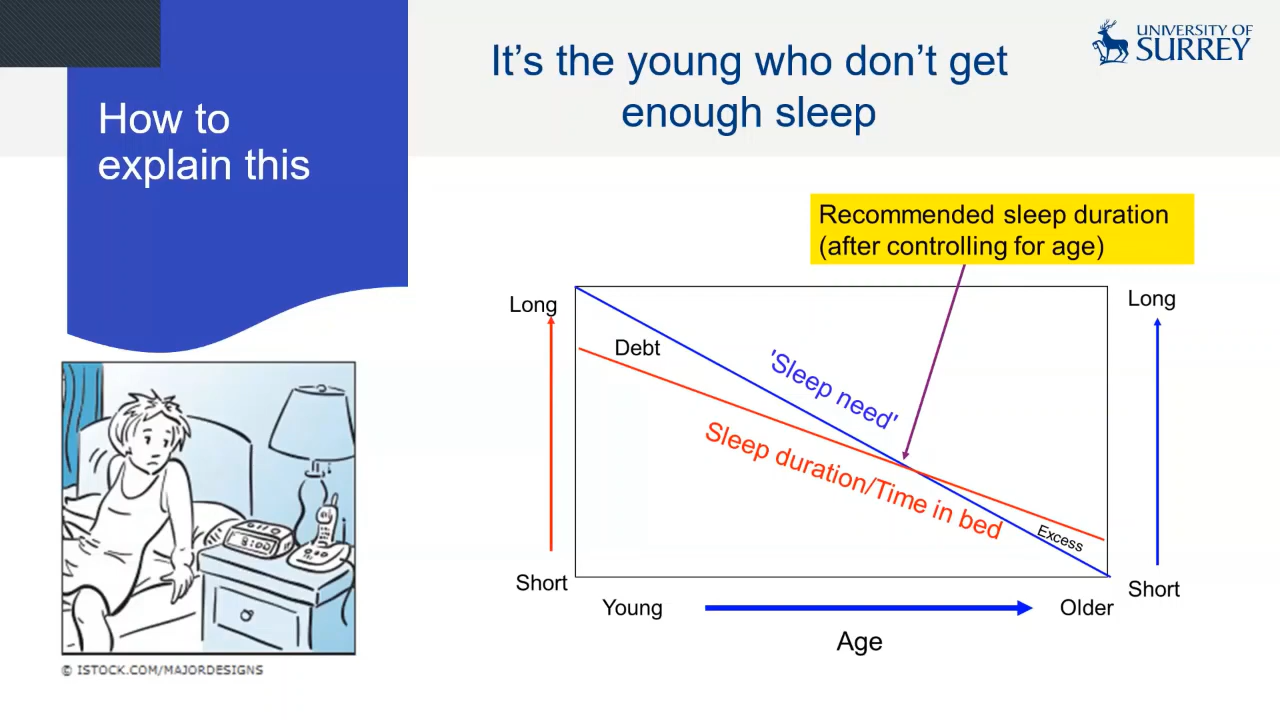 How to
explain this
It's the young who don't get
enough sleep
UNIVERSITY OF
SURREY
Recommended sleep duration
(after controlling for age)
Long
Long
Debt
'Sleep need'
Sleep duration/Time in bed
Excess
Short
Short
Young
Older
Age
8:00
© ISTOCK.COM/MAJORDESIGNS